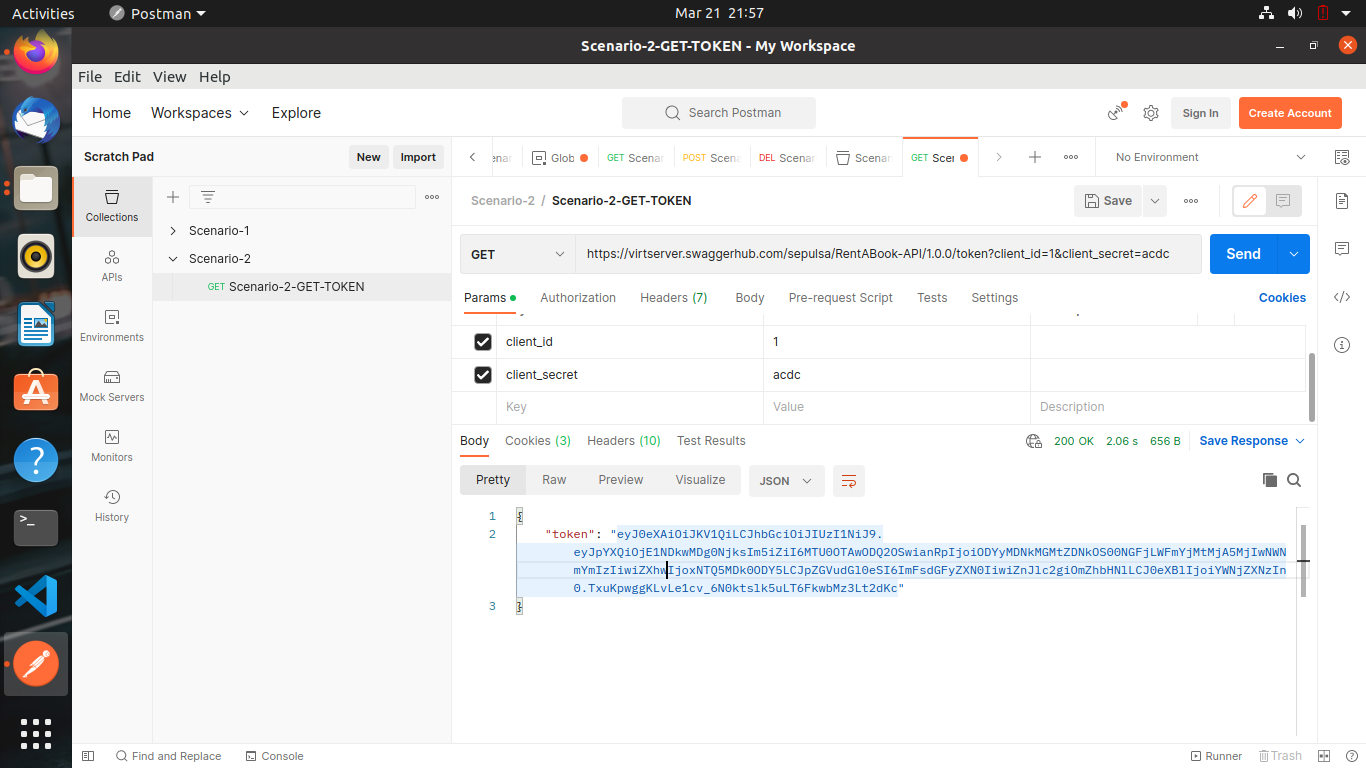 Activities
Postman
Mar 21 21:57
Scenario-2-GET-TOKEN - My Workspace
File Edit View Help
Home
Workspaces
Explore
Search Postman
Sign In
Create Account
Scratch Pad
New
Import
Glob
GET Scenar
POST Scena
DEL Scenar
Scenar
GET Scer
No Environment
Collections
APIs
Environments
Mock Servers
Monitors
History
Scenario-1
Scenario-2
GET Scenario-2-GET-TOKEN
Scenario-2 / Scenario-2-GET-TOKEN
Save
GET
https://virtserver.swaggerhub.com/sepulsa/RentABook-API/1.0.0/token?client_id=1&client_secret=acdc
Send
Params
Authorization
Headers (7)
Body
Pre-request Script
Tests
Settings
Cookies
client_id 1
client_secret acdc
Key Value Description
Body
Cookies (3)
Headers (10)
Test Results
200 OK 2.06 s 656 B
Save Response
Pretty
Raw
Preview
Visualize
JSON
1 {
2 "token": "eyJ0eXAiOiJKV1QiLCJhbGciOiJIUzI1NiJ9.
eyJpYXQiOjE1NDkwMDg0NjksIm5iZiI6MTU0OTAwODQ2OSwianRpIjoiODYyMDNkMGMtZDNkOS00NGFjLWFmYjMtMjA5MjIwNWN
mYmIzIiwiZXhwIjoxNTQ5MDk0ODY5LCJpZGVudGl0eSI6ImFsdGFyZXN0IiwiZnJlc2giOmZhbHNlLCJ0eXBlIjoiYWNjZXNzIn
0.TxuKpwggKLvLe1cv_6N0ktslk5uLT6FkwbMz3Lt2dKc"
3 }
Find and Replace
Console
Runner
Trash